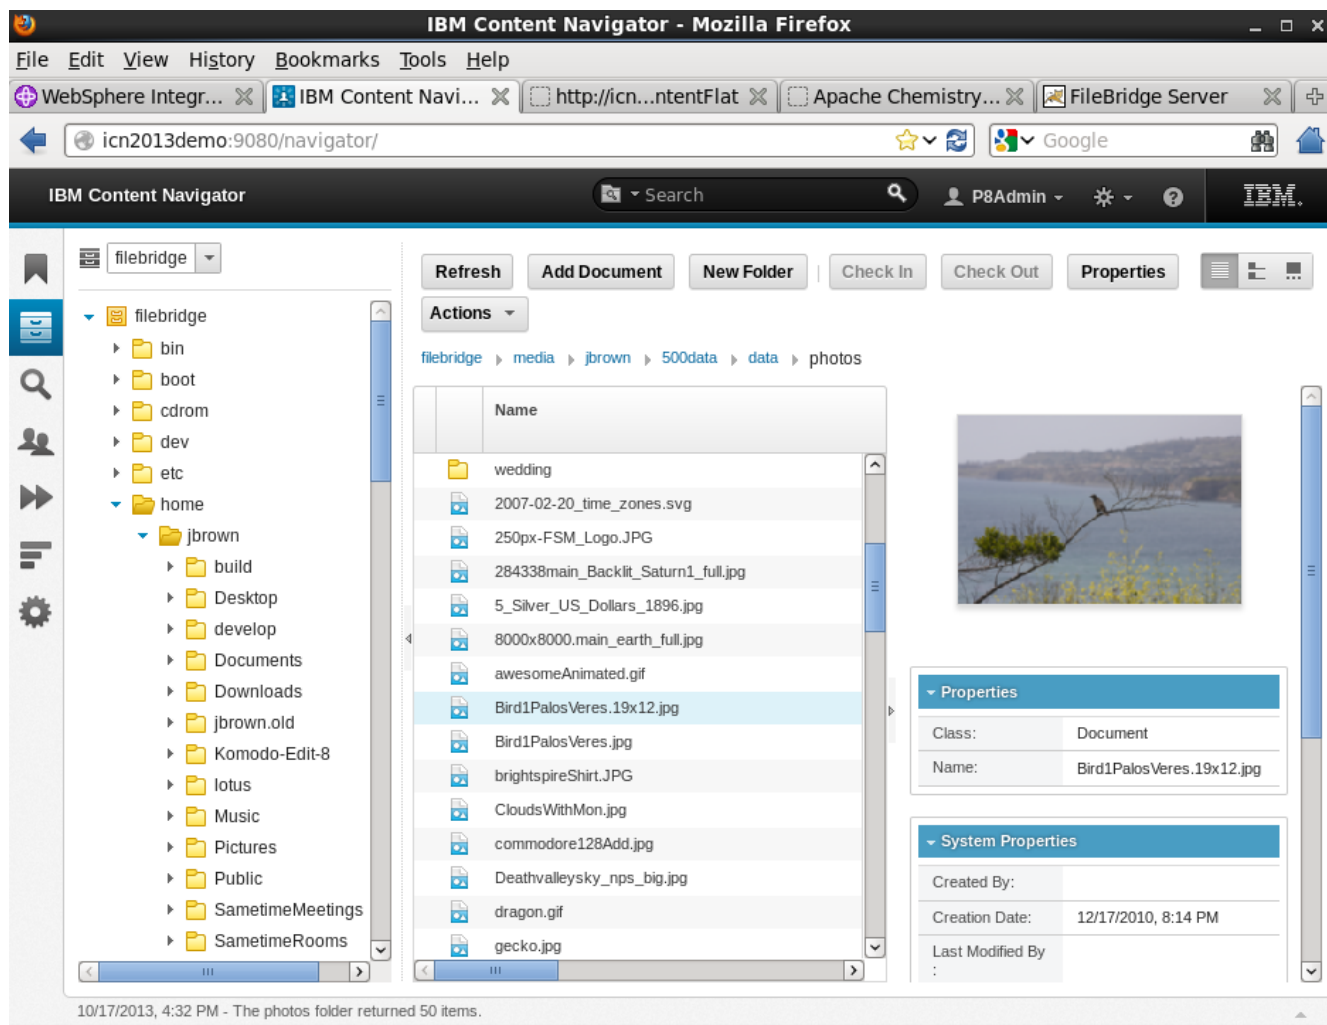 IBM Content Navigator - Mozilla Firefox
File Edit View History Bookmarks Tools Help
WebSphere Integr... IBM Content Navi... http://icn...ntentFlat Apache Chemistry... FileBridge Server
icn2013demo:9080/navigator/ Google
IBM Content Navigator Search P8Admin IBM.
filebridge
Refresh Add Document New Folder Check In Check Out Properties
Actions
filebridge media jbrown 500data data photos
filebridge
bin
boot
cdrom
dev
etc
home
jbrown
build
Desktop
develop
Documents
Downloads
jbrown.old
Komodo-Edit-8
lotus
Music
Pictures
Public
SametimeMeetings
SametimeRooms
Name
wedding
2007-02-20_time_zones.svg
250px-FSM_Logo.JPG
284338main_Backlit_Saturn1_full.jpg
5_Silver_US_Dollars_1896.jpg
8000x8000.main_earth_full.jpg
awesomeAnimated.gif
Bird1PalosVeres.19x12.jpg
Bird1PalosVeres.jpg
brightspireShirt.JPG
CloudsWithMon.jpg
commodore128Add.jpg
Deathvalleysky_nps_big.jpg
dragon.gif
gecko.jpg
Properties
Class: Document
Name: Bird1PalosVeres.19x12.jpg
System Properties
Created By:
Creation Date: 12/17/2010, 8:14 PM
Last Modified By
:
10/17/2013, 4:32 PM - The photos folder returned 50 items.